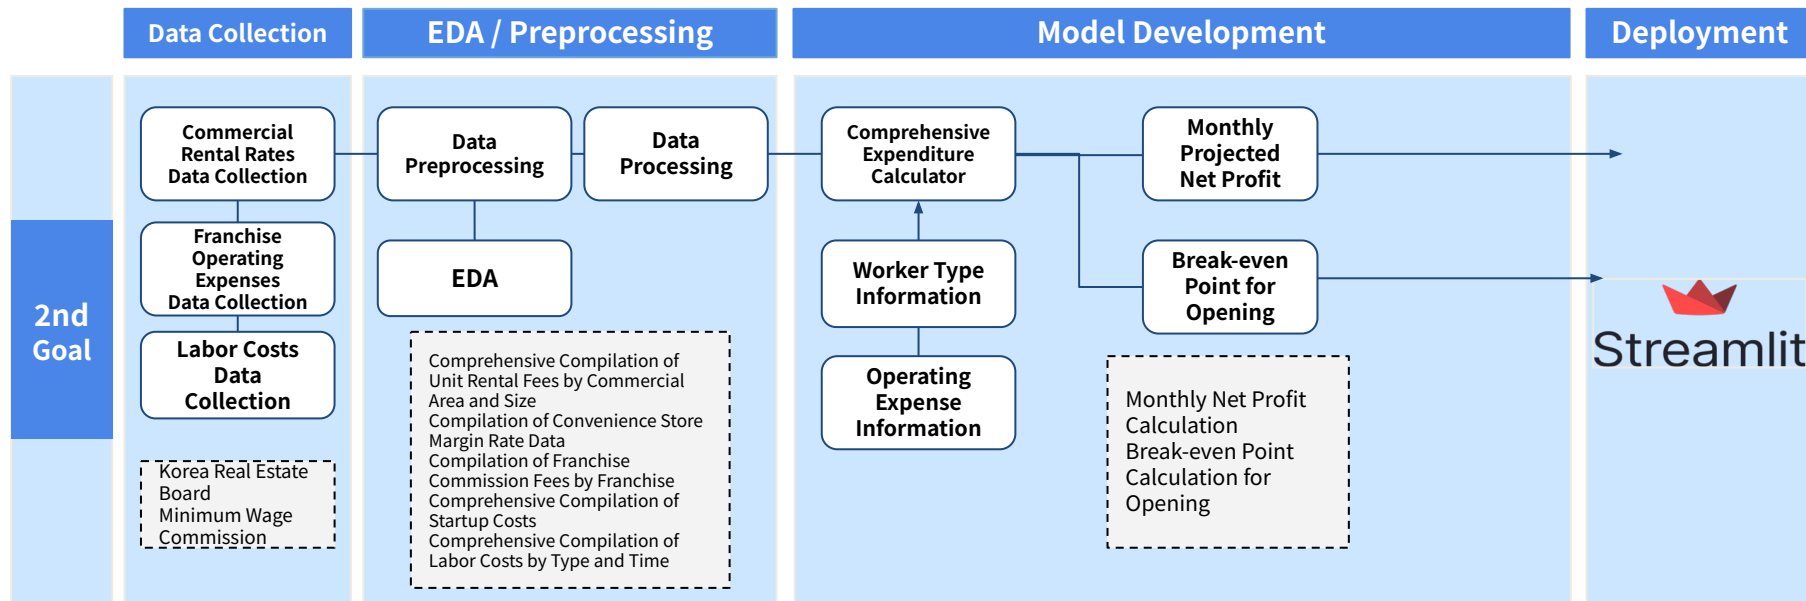 Data Collection
EDA / Preprocessing
Model Development
Deployment
2nd
Goal
Commercial
Rental Rates
Data Collection
Franchise
Operating
Expenses
Data Collection
Labor Costs
Data
Collection
Korea Real Estate
Board
Minimum Wage
Commission
Data
Preprocessing
Data
Processing
EDA
Comprehensive Compilation of
Unit Rental Fees by Commercial
Area and Size
Compilation of Convenience Store
Margin Rate Data
Compilation of Franchise
Commission Fees by Franchise
Comprehensive Compilation of
Startup Costs
Comprehensive Compilation of
Labor Costs by Type and Time
Comprehensive
Expenditure
Calculator
Worker Type
Information
Operating
Expense
Information
Monthly
Projected
Net Profit
Break-even
Point for
Opening
Monthly Net Profit
Calculation
Break-even Point
Calculation for
Opening
Streamlit